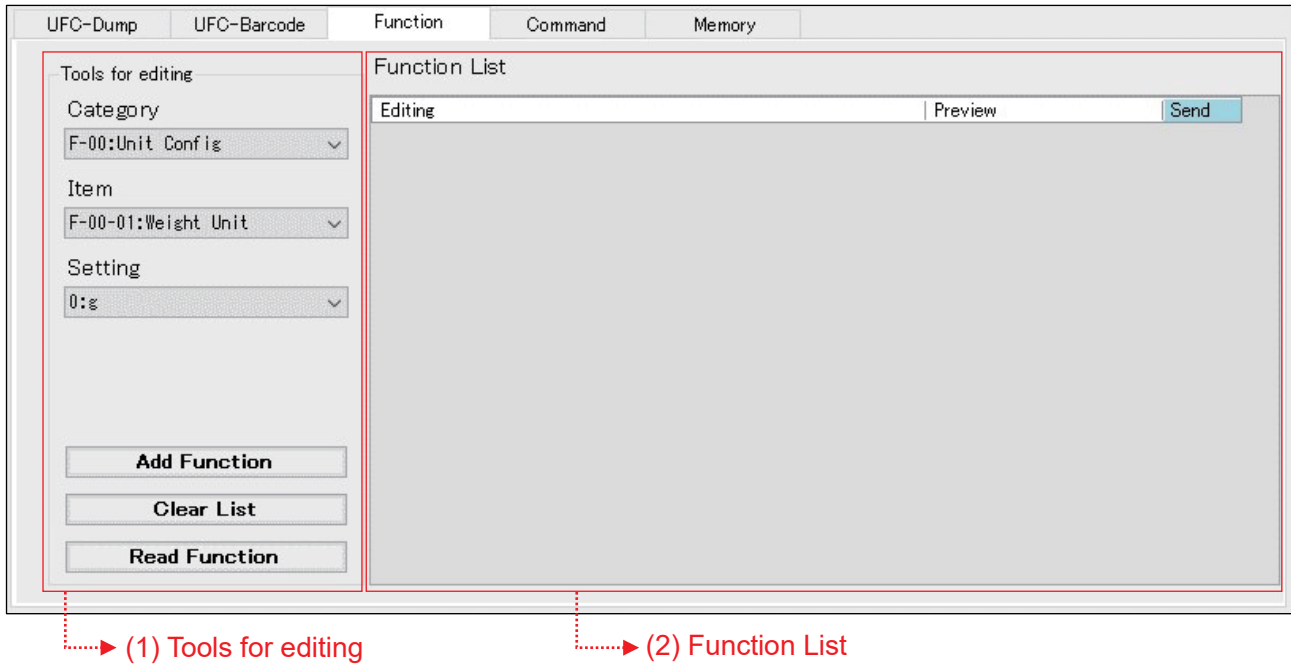 UFC-Dump UFC-Barcode Function Command Memory
Tools for editing
Category
F-00:Unit Config
Item
F-00-01:Weight Unit
Setting
0:g
Add Function
Clear List
Read Function
Function List
Editing Preview Send
(1) Tools for editing
(2) Function List